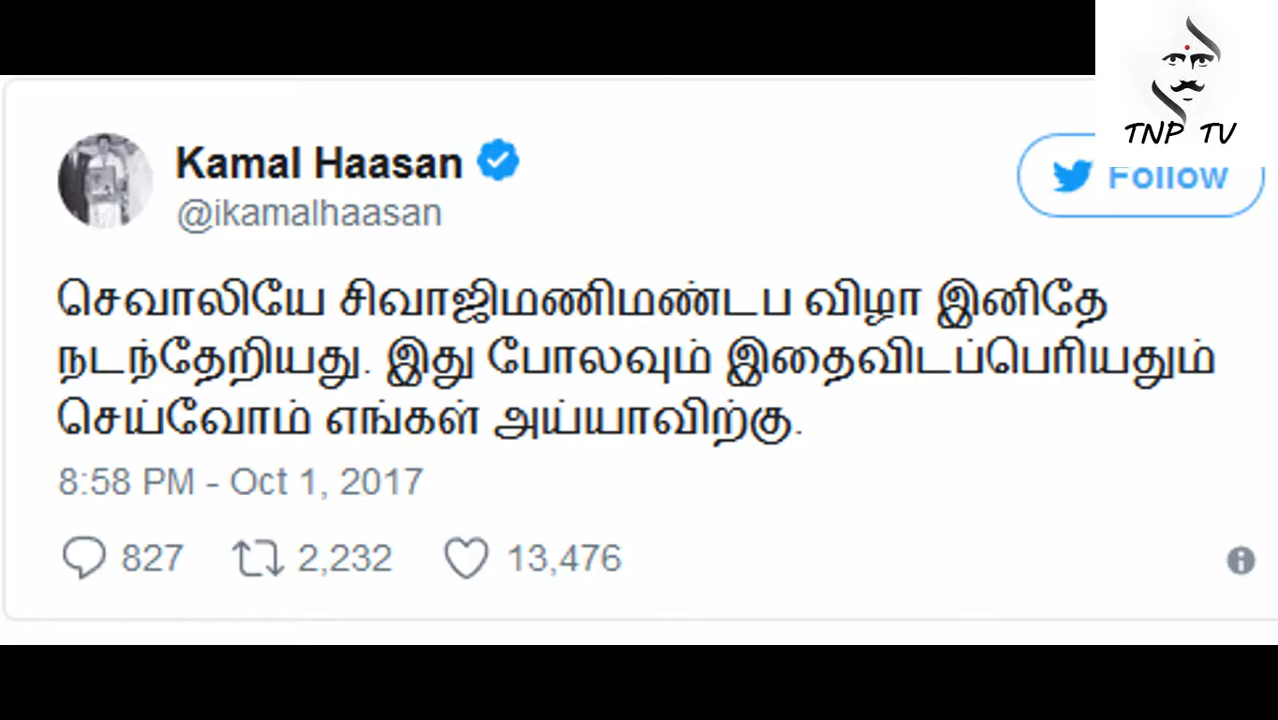 TNP TV
Kamal Haasan
@ikamalhaasan
Follow
செவாலியே சிவாஜிமணிமண்டப விழா இனிதே
நடந்தேறியது. இது போலவும் இதைவிடப்பெரியதும்
செய்வோம் எங்கள் அய்யாவிற்கு.
8:58 PM - Oct 1, 2017
827 2,232 13,476